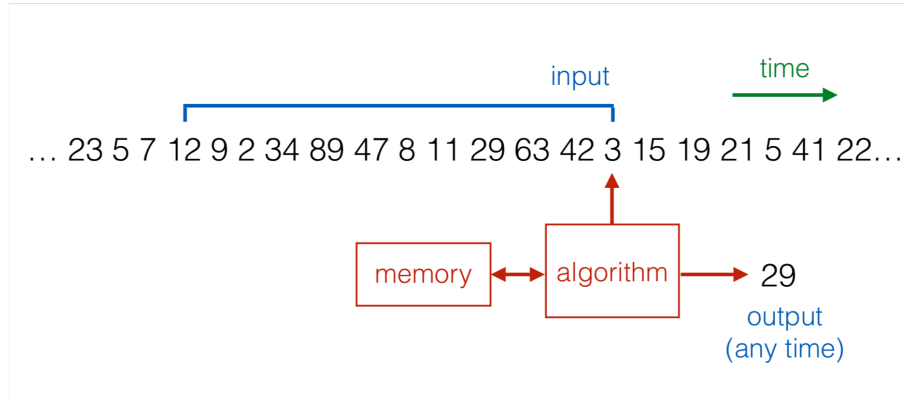 time
input
… 23 5 7 12 9 2 34 89 47 8 11 29 63 42 3 15 19 21 5 41 22…
memory
algorithm
29
output
(any time)